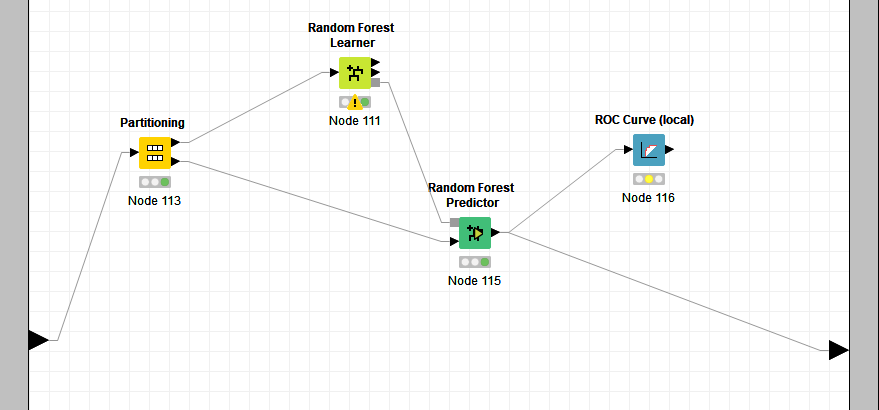 Random Forest
Learner
Node 111
Partitioning
Node 113
ROC Curve (local)
Node 116
Random Forest
Predictor
Node 115